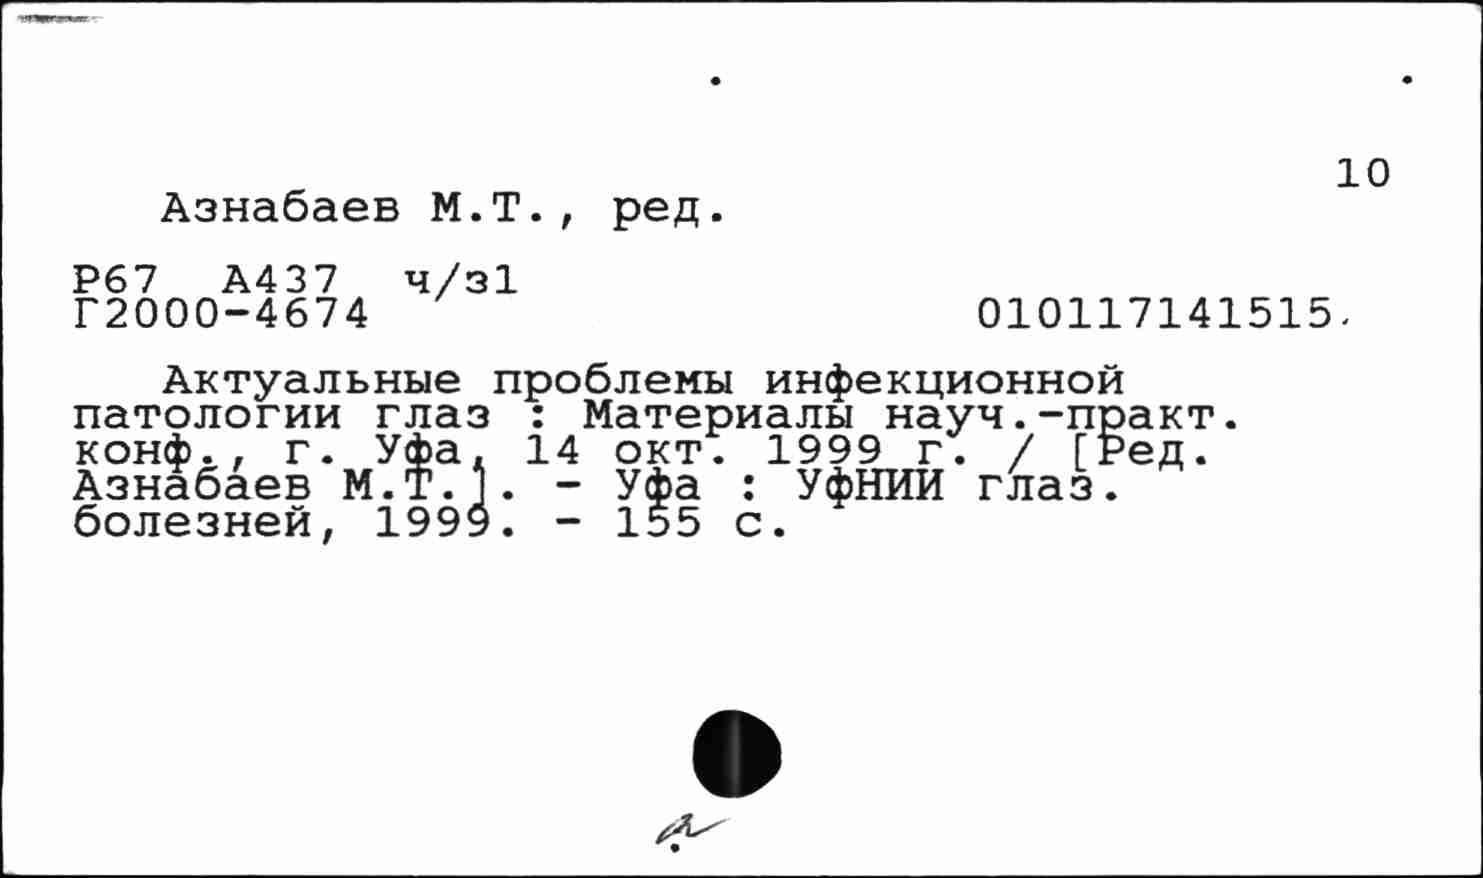 10
Азнабаев М.Т., ред.
Р67 А437 ч/з1
Г2000-4674 010117141515.
Актуальные проблемы инфекционной
патологии глаз : Материалы науч.-практ.
конф., г. Уфа, 14 окт. 1999 г. / [Ред.
Азнабаев М.Т.]. - Уфа : УфНИИ глаз.
болезней, 1999. - 155 с.